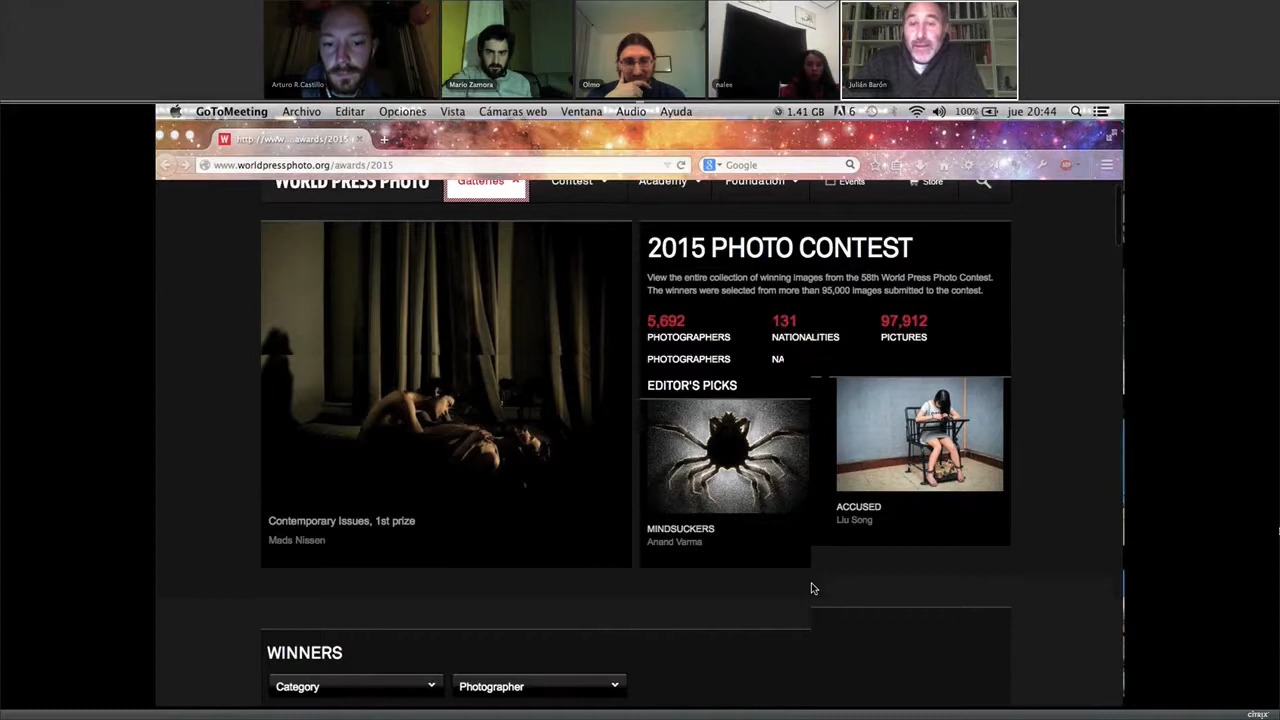 Arturo R.Castillo
Mario Zamora
Olmo
nalee
Julián Barón
GoToMeeting Archivo Editar Opciones Vista Cámaras web Ventana Audio Ayuda 1.41 GB 6 100% jue 20:44
http://www....awards/2015
www.worldpressphoto.org/awards/2015
Google
WORLD PRESS PHOTO Galleries Contest Academy Foundation Events Store
2015 PHOTO CONTEST
View the entire collection of winning images from the 58th World Press Photo Contest.
The winners were selected from more than 95,000 images submitted to the contest.
5,692 131 97,912
PHOTOGRAPHERS NATIONALITIES PICTURES
PHOTOGRAPHERS NA
EDITOR'S PICKS
MINDSUCKERS
Anand Varma
ACCUSED
Liu Song
Contemporary Issues, 1st prize
Mads Nissen
WINNERS
Category Photographer
CITRIX